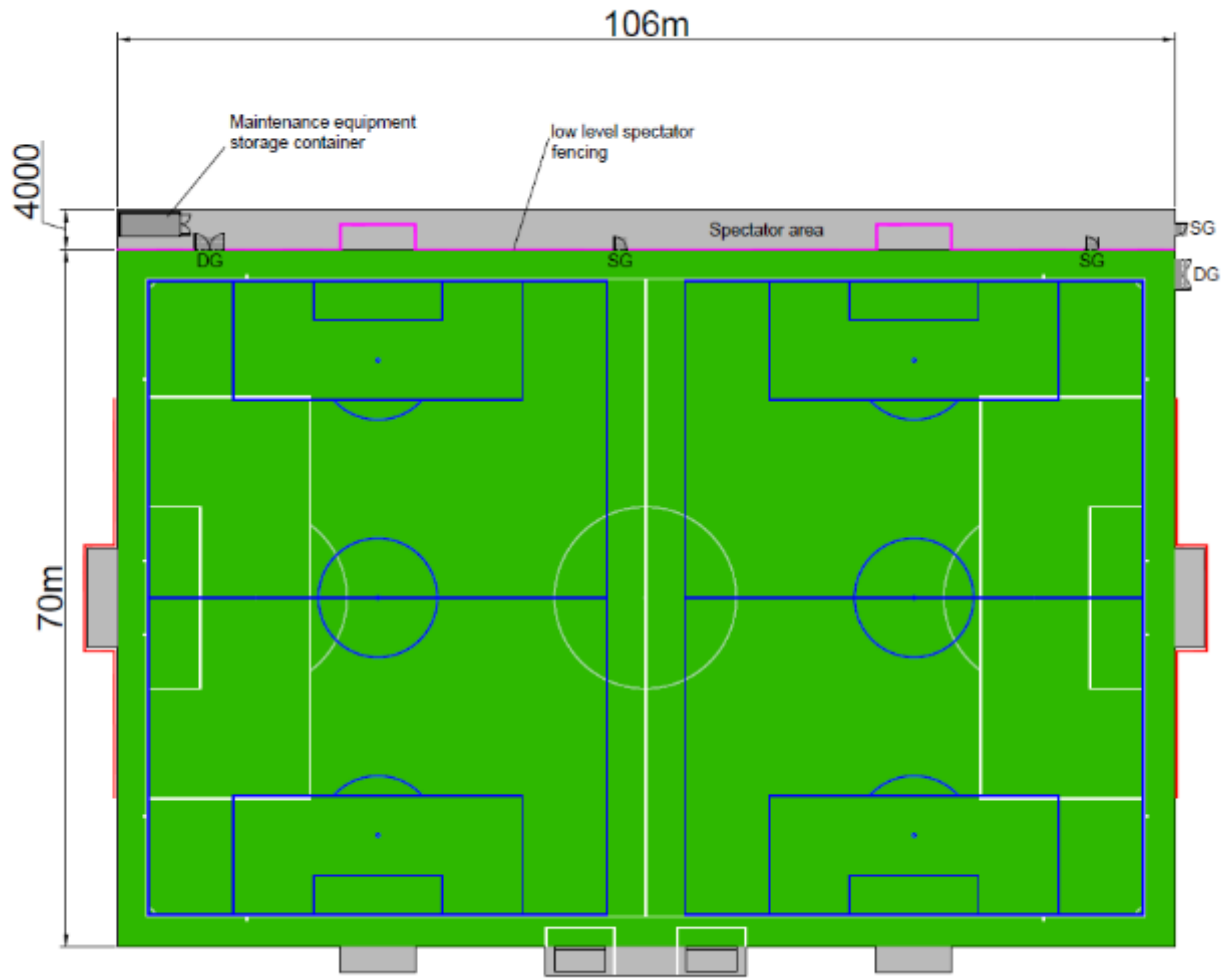 106m
Maintenance equipment
storage container
low level spectator
fencing
4000
Spectator area
SG
DG
SG
SG
DG
70m